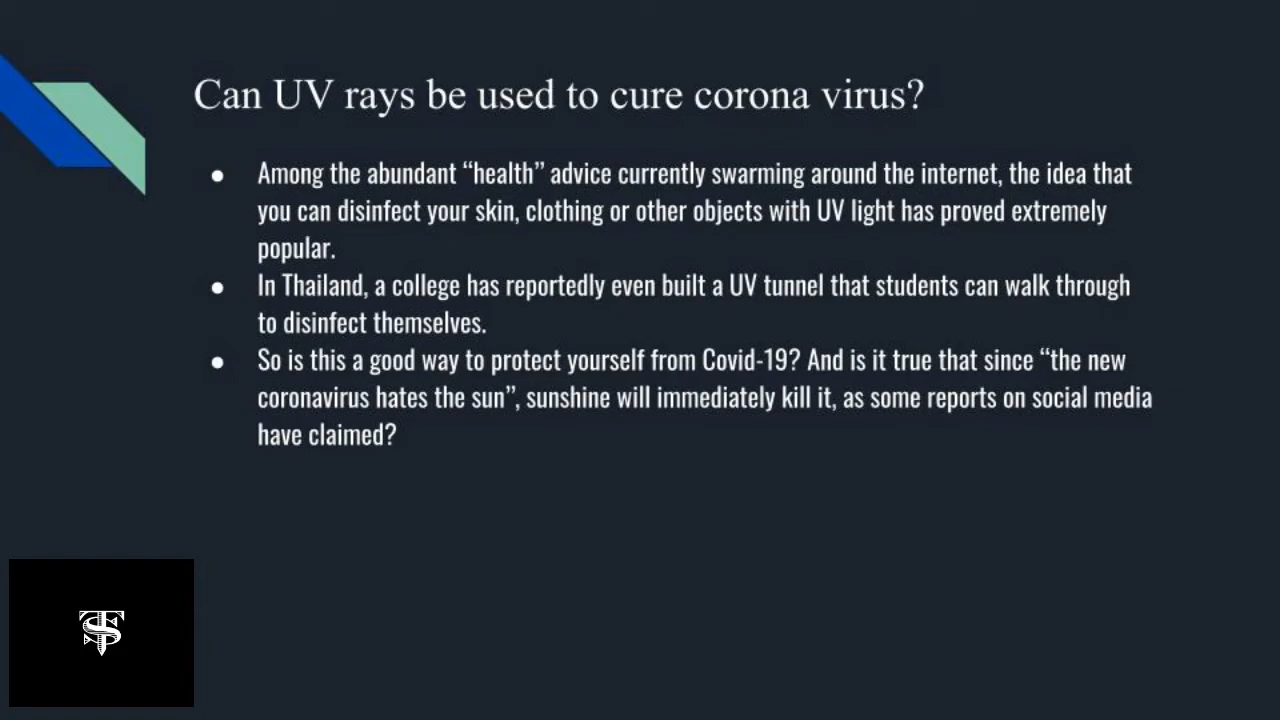 Can UV rays be used to cure corona virus?
● Among the abundant “health” advice currently swarming around the internet, the idea that
you can disinfect your skin, clothing or other objects with UV light has proved extremely
popular.
● In Thailand, a college has reportedly even built a UV tunnel that students can walk through
to disinfect themselves.
● So is this a good way to protect yourself from Covid-19? And is it true that since “the new
coronavirus hates the sun”, sunshine will immediately kill it, as some reports on social media
have claimed?